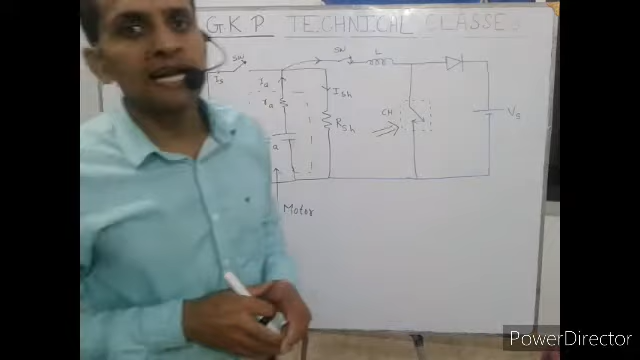 GKP TECHNICAL CLASSES
SW
SW L
Is
Ia
ra
Ish
Rsh
CH
Vs
a
Motor
PowerDirector